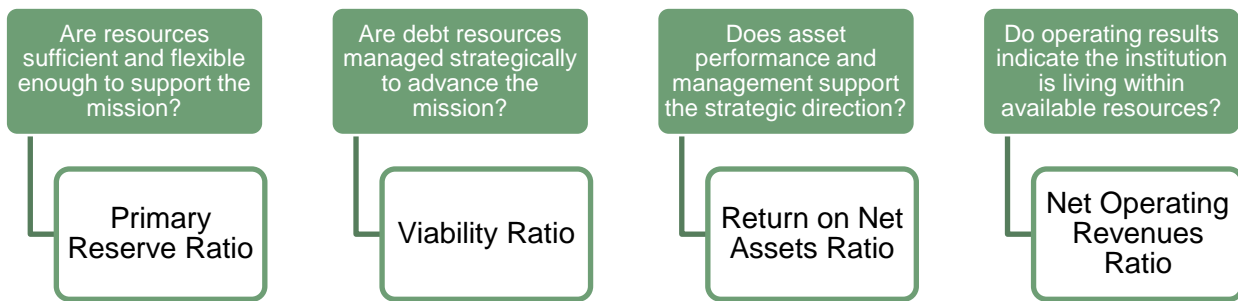 Are resources
sufficient and flexible
enough to support the
mission?
Primary
Reserve Ratio
Are debt resources
managed strategically
to advance the
mission?
Viability Ratio
Does asset
performance and
management support
the strategic direction?
Return on Net
Assets Ratio
Do operating results
indicate the institution
is living within
available resources?
Net Operating
Revenues
Ratio